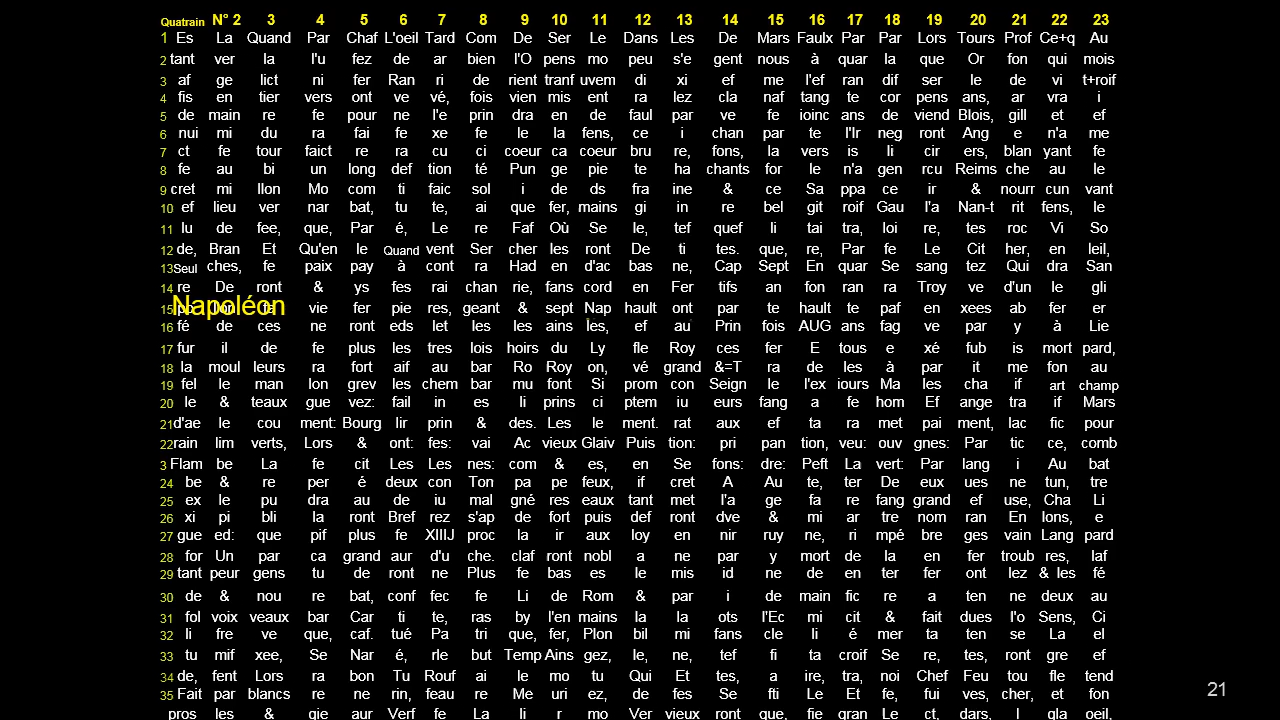 Quatrain N° 2 3 4 5 6 7 8 9 10 11 12 13 14 15 16 17 18 19 20 21 22 23
1 Es La Quand Par Chaf L'oeil Tard Com De Ser Le Dans Les De Mars Faulx Par Par Lors Tours Prof Ce+q Au
2 tant ver la l'u fez de ar bien l'O pens mo peu s'e gent nous à quar la que Or fon qui mois
3 af ge lict ni fer Ran ri de rient tranf uvem di xi ef me l'ef ran dif ser le de vi t+roif
4 fis en tier vers ont ve vé, fois vien mis ent ra lez cla naf tang te cor pens ans, ar vra i
5 de main re fe pour ne l'e prin dra en de faul par ve fe ioinc ans de viend Blois, gill et ef
6 nui mi du ra fai fe xe fe le la fens, ce i chan par te l'Ir neg ront Ang e n'a me
7 ct fe tour faict re ra cu ci coeur ca coeur bru re, fons, la vers is li cir ers, blan yant fe
8 fe au bi un long def tion té Pun ge pie te ha chants for le n'a gen rcu Reims che au le
9 cret mi llon Mo com ti faic sol i de ds fra ine & ce Sa ppa ce ir & nourr cun vant
10 ef lieu ver nar bat, tu te, ai que fer, mains gi in re bel git roif Gau l'a Nan-t rit fens, le
11 lu de fee, que, Par é, Le re Faf Où Se le, tef quef li tai tra, loi re, tes roc Vi So
12 de, Bran Et Qu'en le Quand vent Ser cher les ront De ti tes. que, re, Par fe Le Cit her, en leil,
13 Seul ches, fe paix pay à cont ra Had en d'ac bas ne, Cap Sept En quar Se sang tez Qui dra San
14 re De ront & ys fes rai chan rie, fans cord en Fer tifs an fon ran ra Troy ve d'un le gli
Napoléon
15 vie fer pie res, geant & sept Nap hault ont par te hault te paf en xees ab fer er
16 fé de ces ne ront eds let les les ains les, ef au Prin fois AUG ans fag ve par y à Lie
17 fur il de fe plus les tres lois hoirs du Ly fle Roy ces fer E tous e xé fub is mort pard,
18 la moul leurs ra fort aif au bar Ro Roy on, vé grand &=T ra de les à par it me fon au
19 fel le man lon grev les chem bar mu font Si prom con Seign le l'ex iours Ma les cha if art champ
20 le & teaux gue vez: fail in es li prins ci ptem iu eurs fang a fe hom Ef ange tra if Mars
21 d'ae le cou ment: Bourg lir prin & des. Les le ment. rat aux ef ta ra met pai ment, lac fic pour
22 rain lim verts, Lors & ont: fes: vai Ac vieux Glaiv Puis tion: pri pan tion, veu: ouv gnes: Par tic ce, comb
3 Flam be La fe cit Les Les nes: com & es, en Se fons: dre: Peft La vert: Par lang i Au bat
24 be & re per é deux con Ton pa pe feux, if cret A Au te, ter De eux ues ne tun, tre
25 ex le pu dra au de iu mal gné res eaux tant met l'a ge fa re fang grand ef use, Cha Li
26 xi pi bli la ront Bref rez s'ap de fort puis def ront dve & mi ar tre nom ran En lons, e
27 gue ed: que pif plus fe XIIIJ proc la ir aux loy en nir ruy ne, ri mpé bre ges vain Lang pard
28 for Un par ca grand aur d'u che. claf ront nobl a ne par y mort de la en fer troub res, laf
29 tant peur gens tu de ront ne Plus fe bas es le mis id ne de en ter fer ont lez & les fé
30 de & nou re bat, conf fec fe Li de Rom & par i de main fic re a ten ne deux au
31 fol voix veaux bar Car ti te, ras by l'en mains la la ots l'Ec mi cit & fait dues l'o Sens, Ci
32 li fre ve que, caf. tué Pa tri que, fer, Plon bil mi fans cle li é mer ta ten se La el
33 tu mif xee, Se Nar é, rle but Temp Ains gez, le, ne, tef fi ta croif Se re, tes, ront gre ef
34 de, fent Lors ra bon Tu Rouf ai le mo tu Qui Et tes, a ire, tra, noi Chef Feu tou fle tend
35 Fait par blancs re ne rin, feau re Me uri ez, de fes Se fti Le Et fe, fui ves, cher, et fon
pros les & gie aur Verf fe La li r mo Ver vieux ront que, fie gran Le ct, dars, l gla oeil,
21